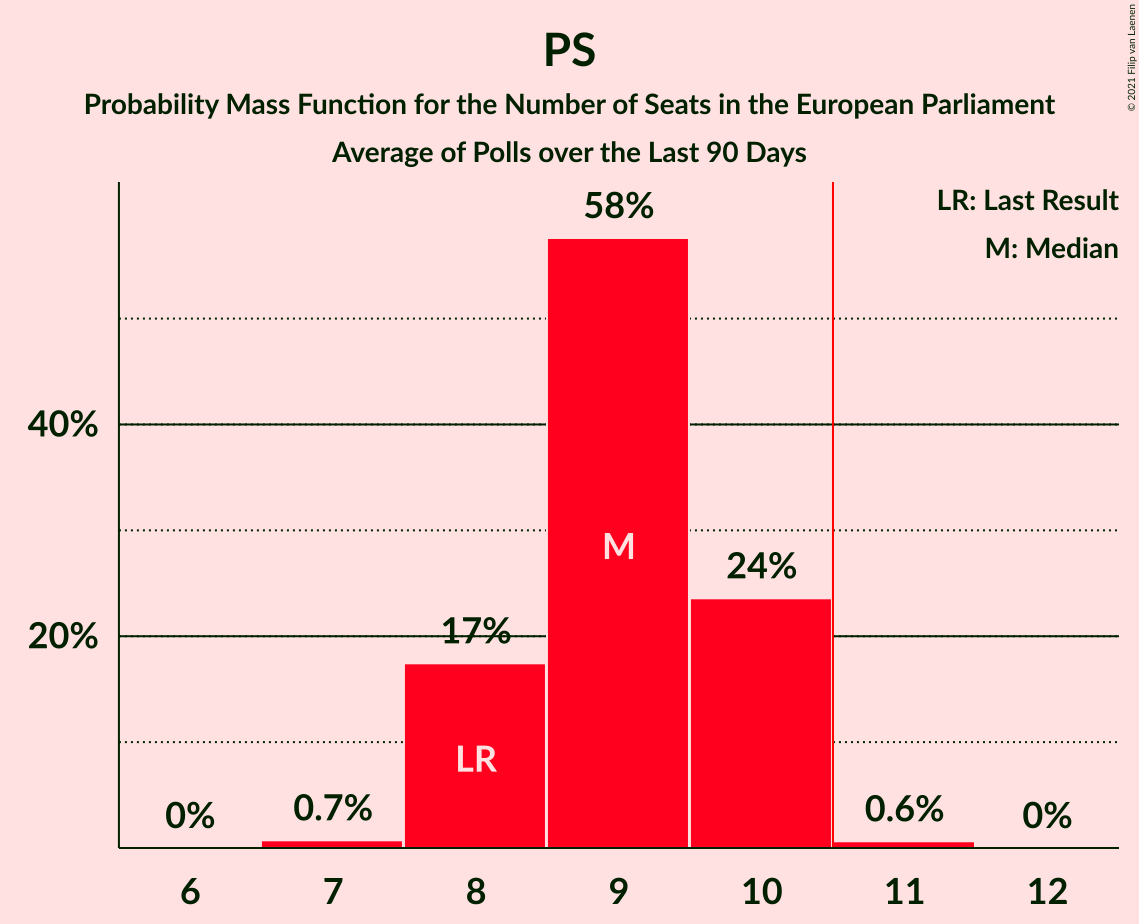 PS
Probability Mass Function for the Number of Seats in the European Parliament
Average of Polls over the Last 90 Days
© 2021 Filip van Laenen
LR: Last Result
M: Median
58%
40%
M
24%
20%
17%
LR
0%
0.7%
0.6%
0%
6
7
8
9
10
11
12